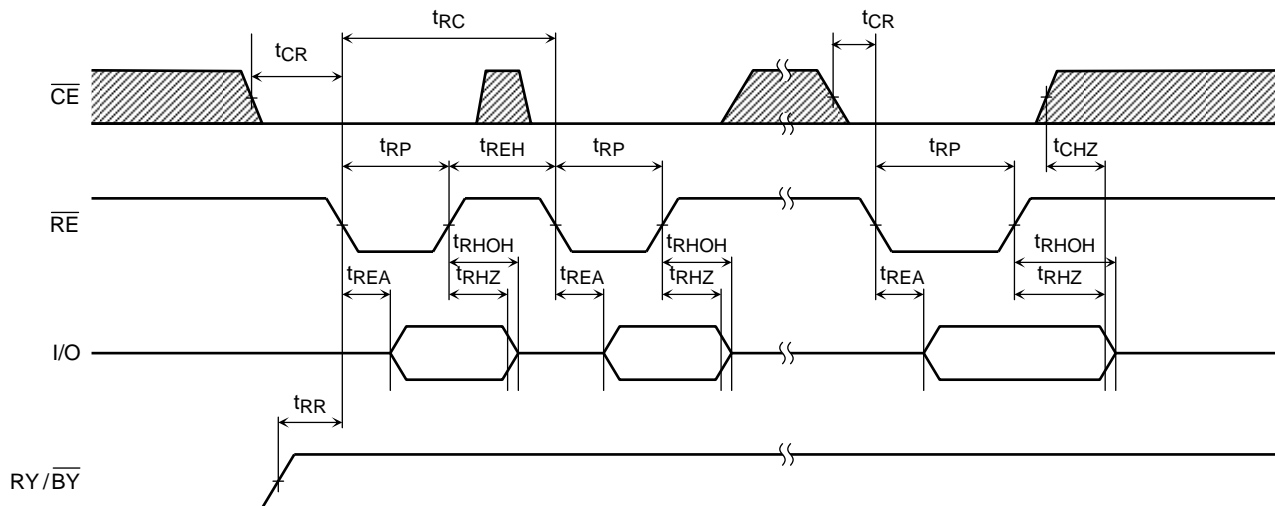 tRC
tCR
tCR
CE
tRP
tREH
tRP
tRP
tCHZ
RE
tRHOH
tRHOH
tRHOH
tREA
tRHZ
tREA
tRHZ
tREA
tRHZ
I/O
tRR
RY/BY